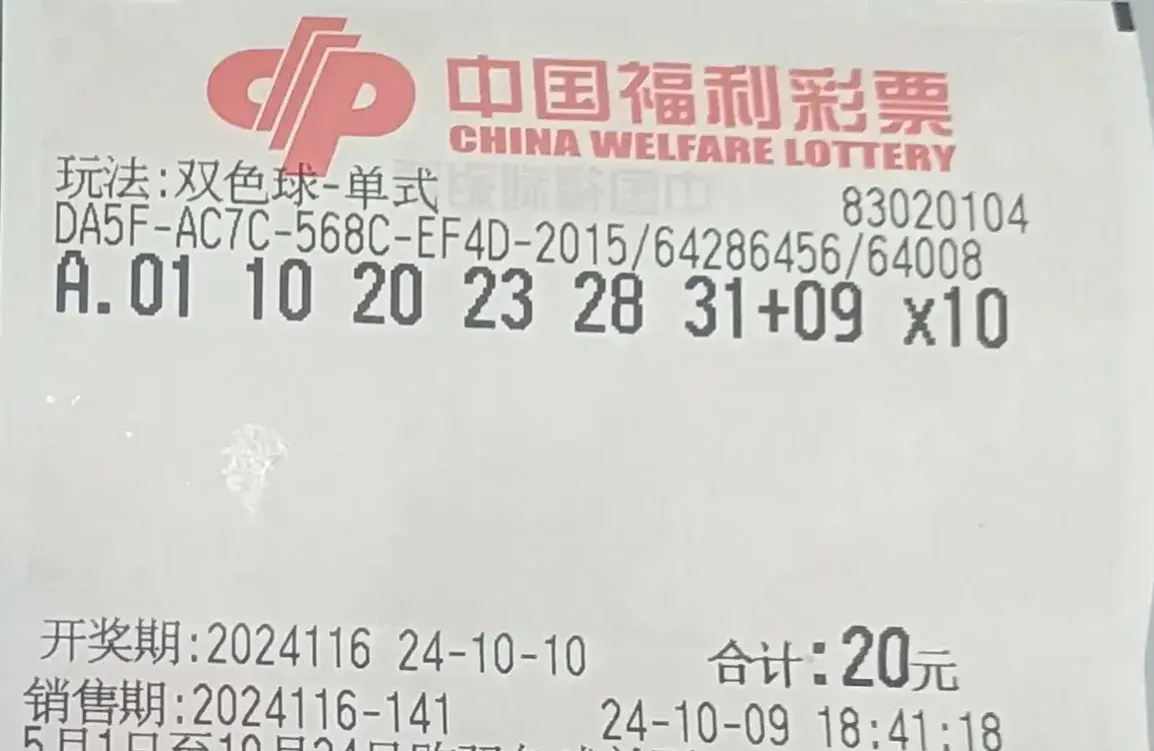 中国福利彩票
CHINA WELFARE LOTTERY
玩法:双色球-单式
83020104
DA5F-AC7C-568C-EF4D-2015/64286456/64008
A.01 10 20 23 28 31+09 x10
开奖期:2024116 24-10-10 合计:20元
销售期:2024116-141 24-10-09 18:41:18
5月1日至10月24日